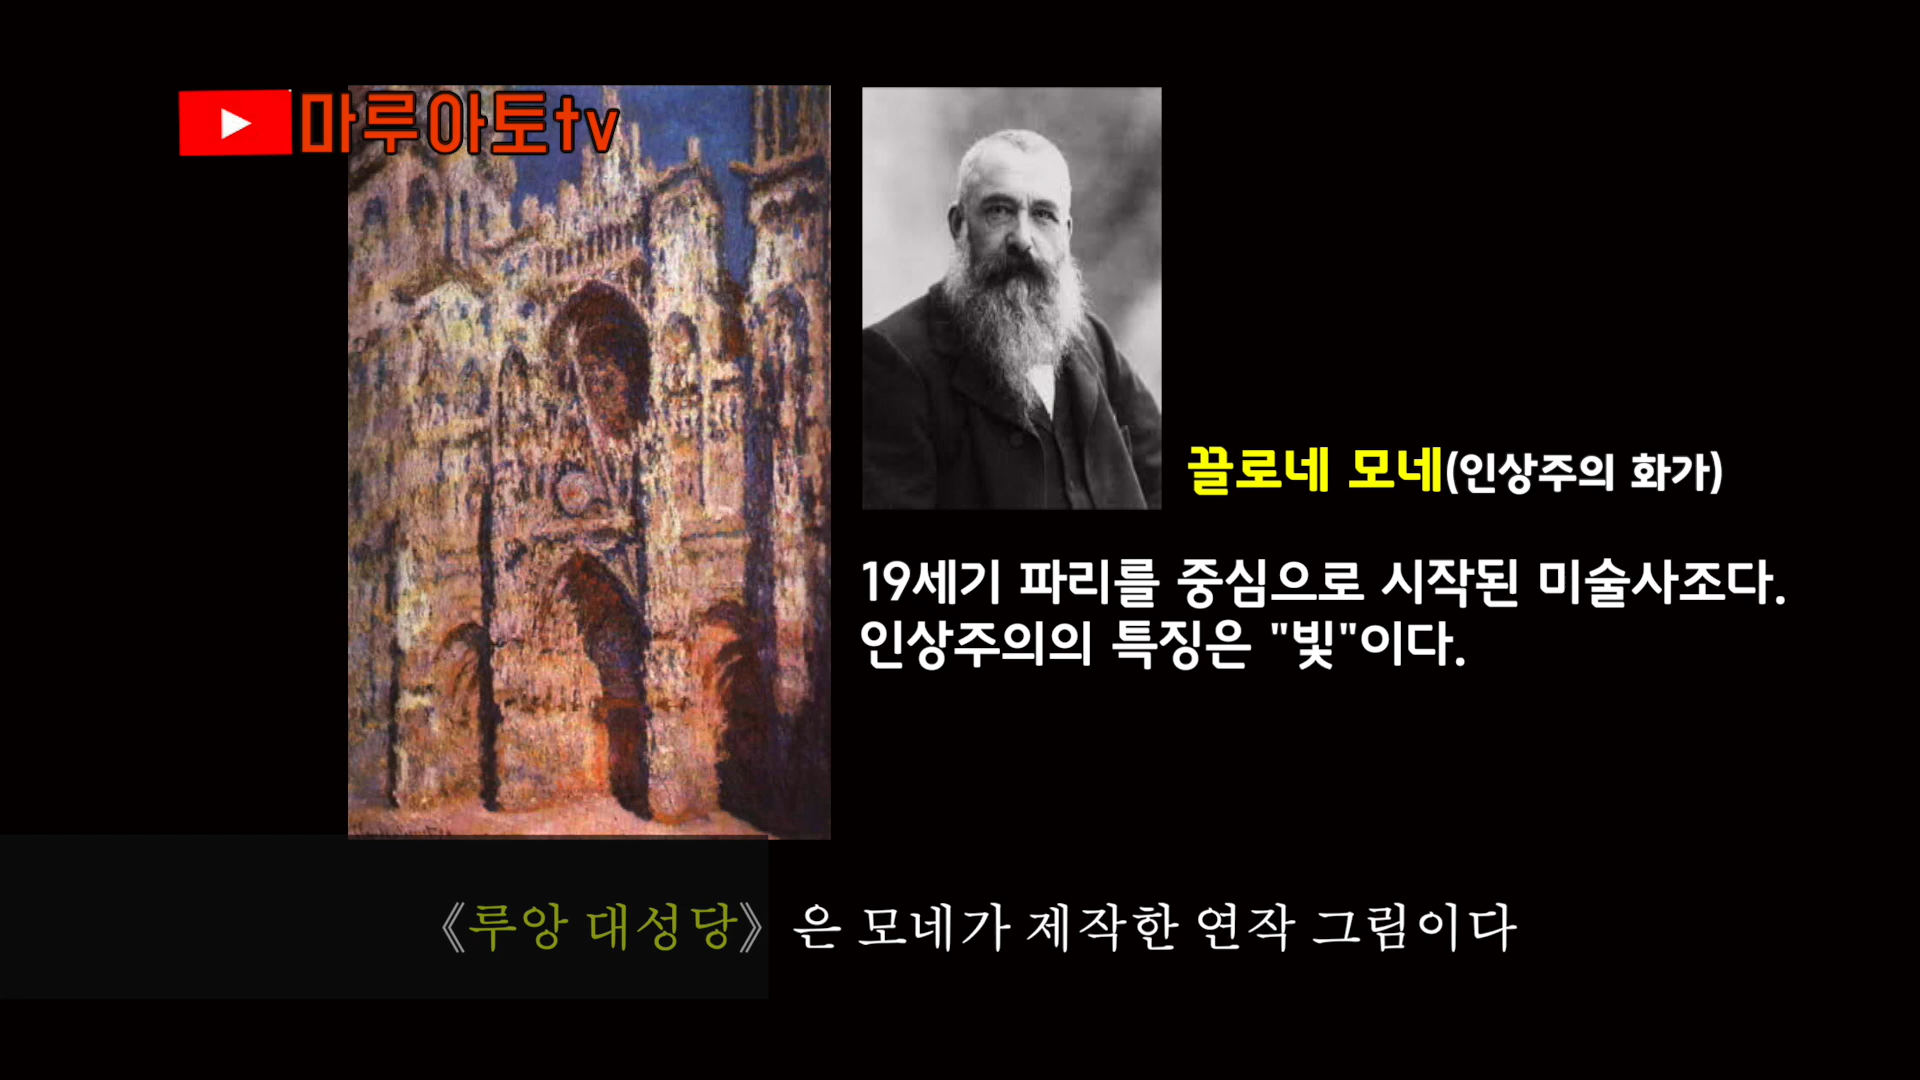 마루아토tv
끌로네 모네(인상주의 화가)
19세기 파리를 중심으로 시작된 미술사조다.
인상주의의 특징은 "빛"이다.
《루앙 대성당》 은 모네가 제작한 연작 그림이다